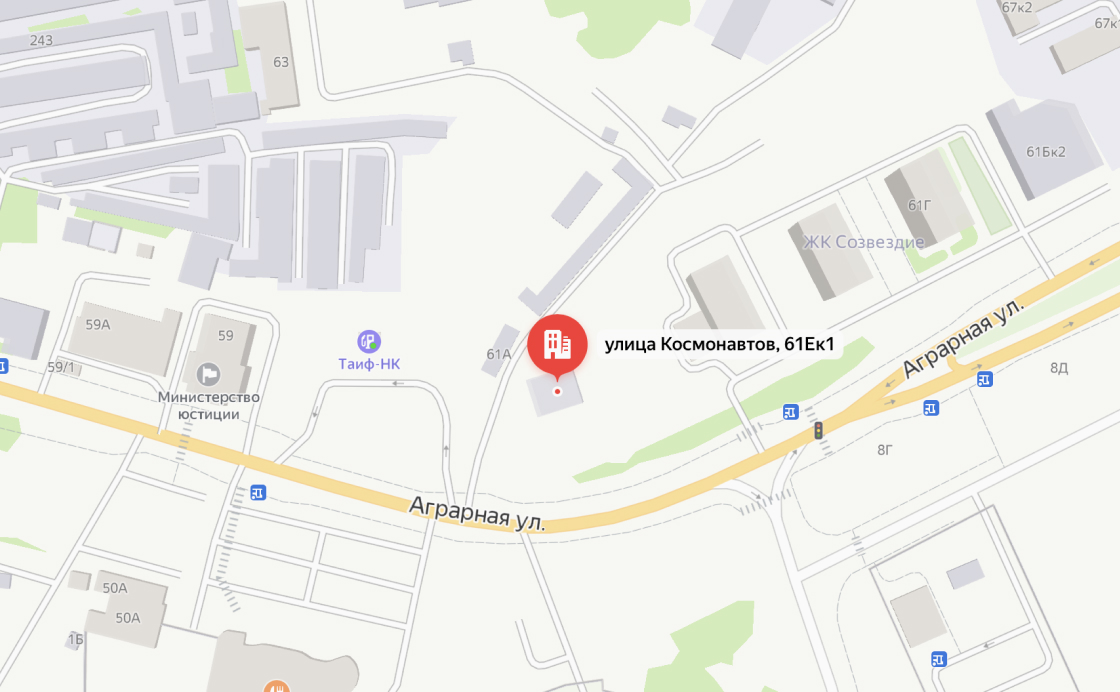 67к2
67к
243
63
61Бк2
61Г
ЖК Созвездие
59А
59
Таиф-НК
61А
улица Космонавтов, 61Ек1
Аграрная ул.
59/1
8Д
Министерство
юстиции
8Г
Аграрная ул.
50А
50А
1Б